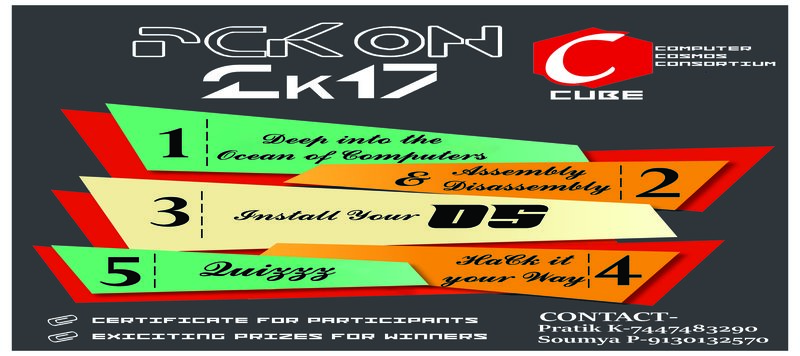 PCK ON
2K17
C
CUBE
COMPUTER
COSMOS
CONSORTIUM
1
Deep into the
Ocean of Computers
Assembly
& Disassembly
2
3
Install Your OS
5
Quizzz
HaCk it
your Way
4
CERTIFICATE FOR PARTICIPANTS
EXICITING PRIZES FOR WINNERS
CONTACT-
Pratik K-7447483290
Soumya P-9130132570